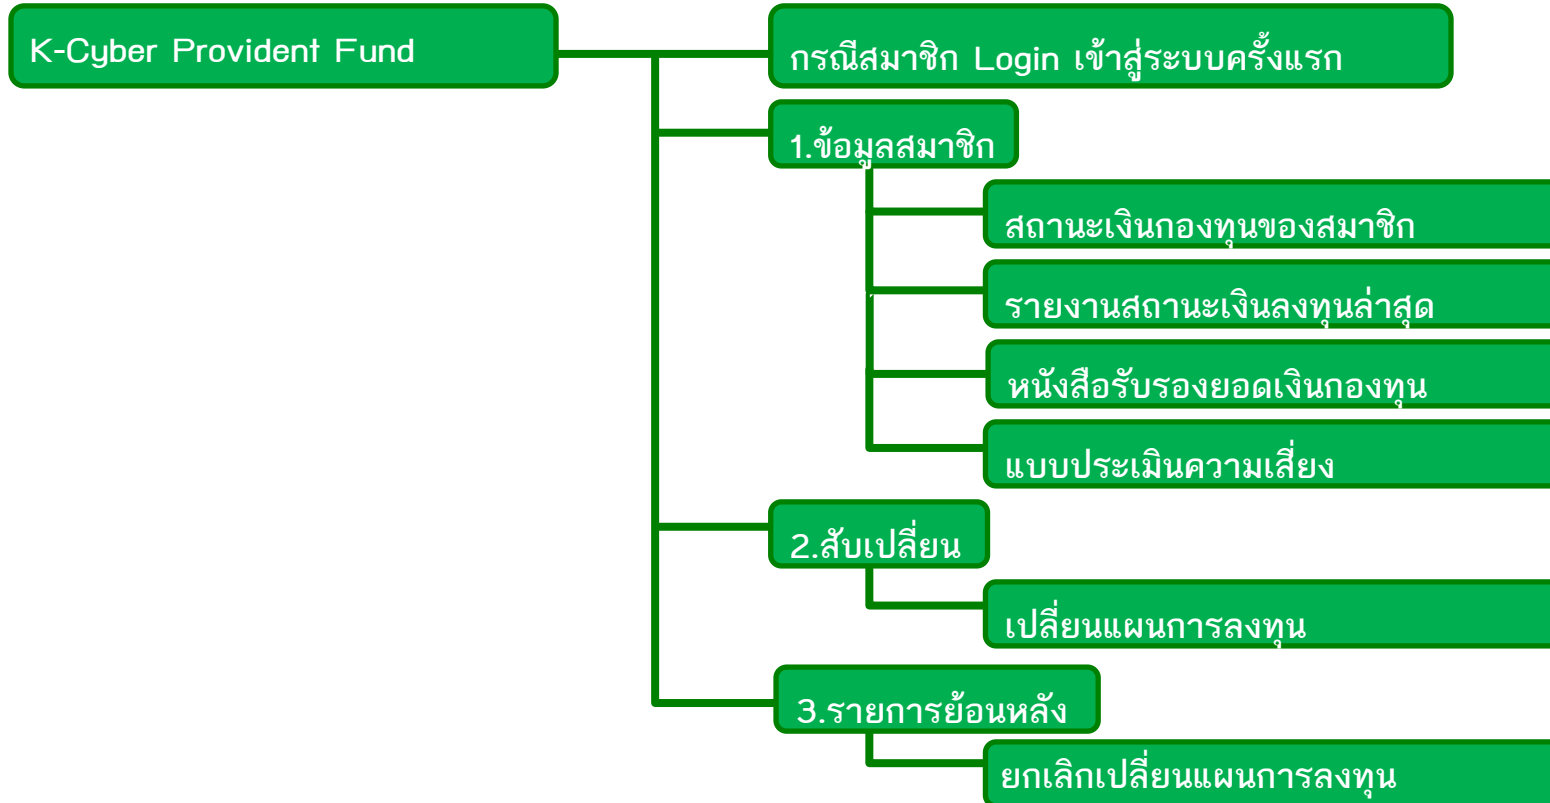 K-Cyber Provident Fund
กรณีสมาชิก Login เข้าสู่ระบบครั้งแรก
1.ข้อมูลสมาชิก
สถานะเงินกองทุนของสมาชิก
รายงานสถานะเงินลงทุนล่าสุด
หนังสือรับรองยอดเงินกองทุน
แบบประเมินความเสี่ยง
2.สับเปลี่ยน
เปลี่ยนแผนการลงทุน
3.รายการย้อนหลัง
ยกเลิกเปลี่ยนแผนการลงทุน